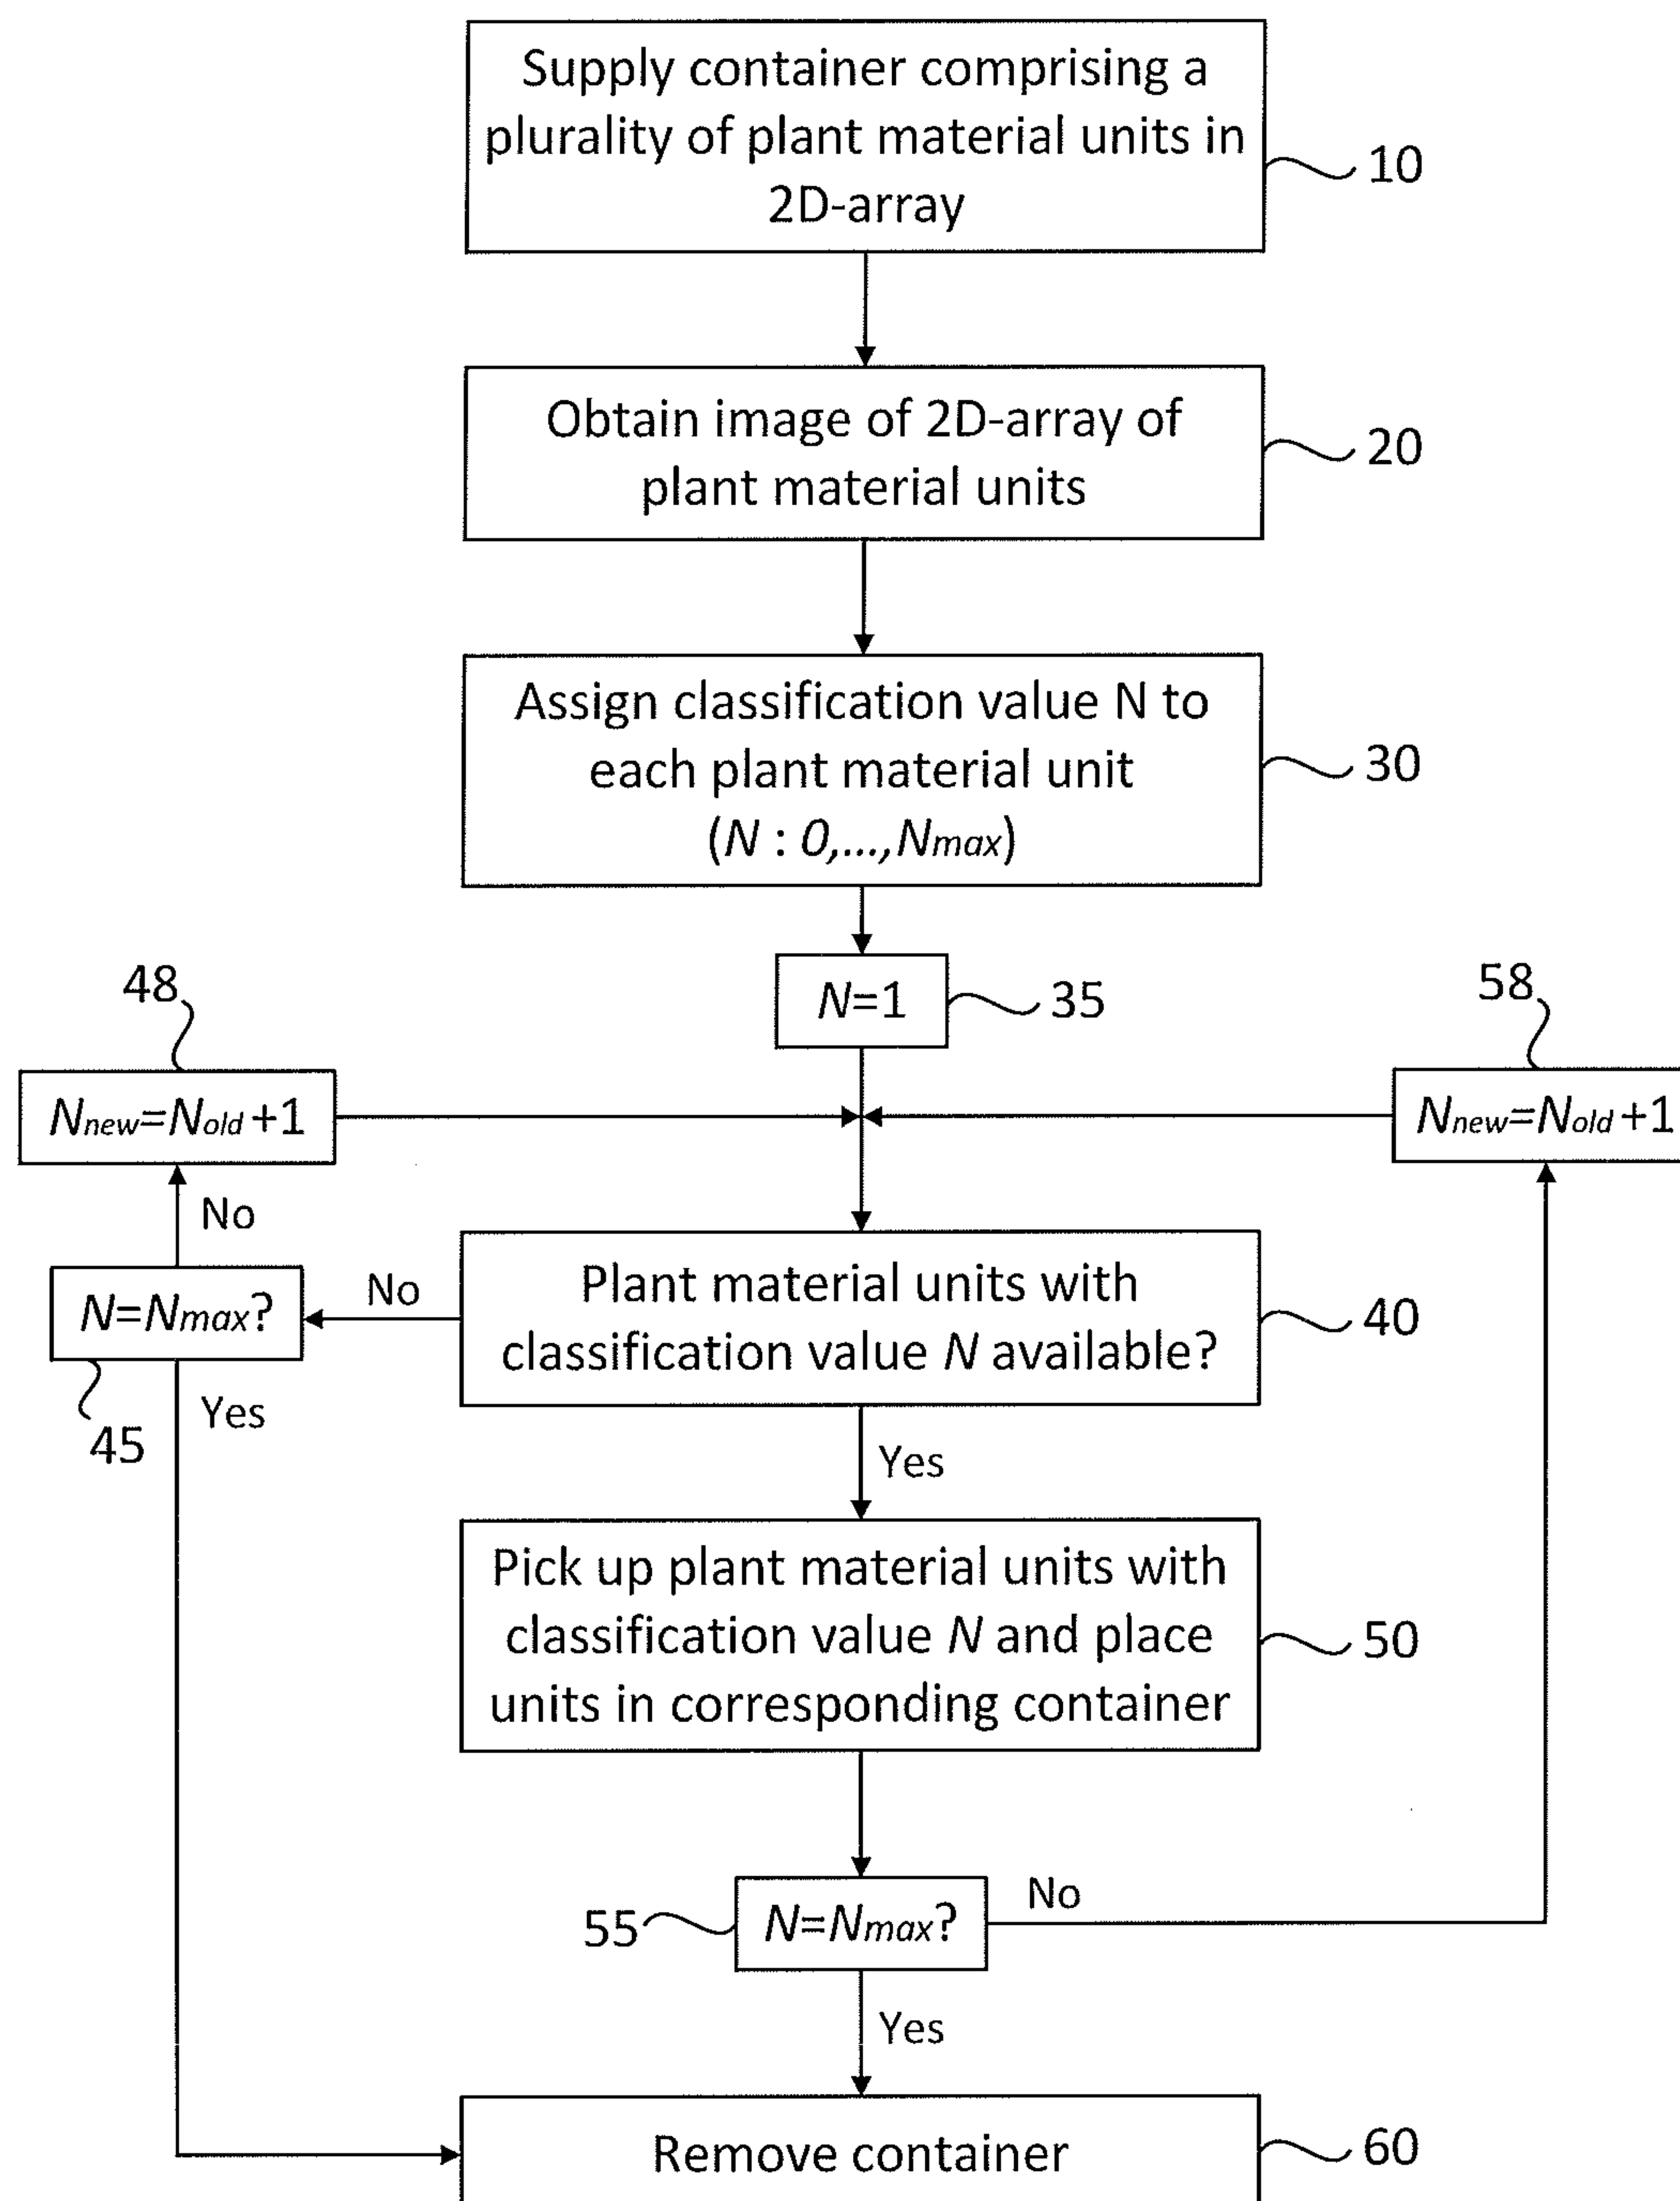 Supply container comprising a
plurality of plant material units in
2D-array
10
Obtain image of 2D-array of
plant material units
20
Assign classification value N to
each plant material unit
(N : 0,...,Nmax)
30
N=1
35
48
Nnew=Nold+1
58
Nnew=Nold+1
No
N=Nmax?
45
Yes
No
Plant material units with
classification value N available?
40
Yes
Pick up plant material units with
classification value N and place
units in corresponding container
50
55
N=Nmax?
No
Yes
Remove container
60